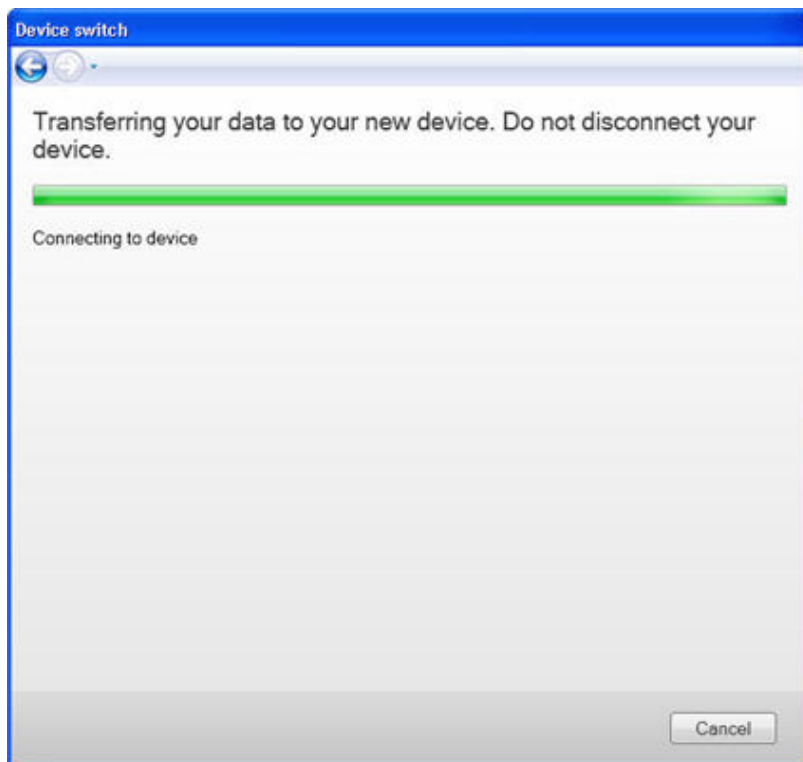 Device switch
Transferring your data to your new device. Do not disconnect your
device.
Connecting to device
Cancel